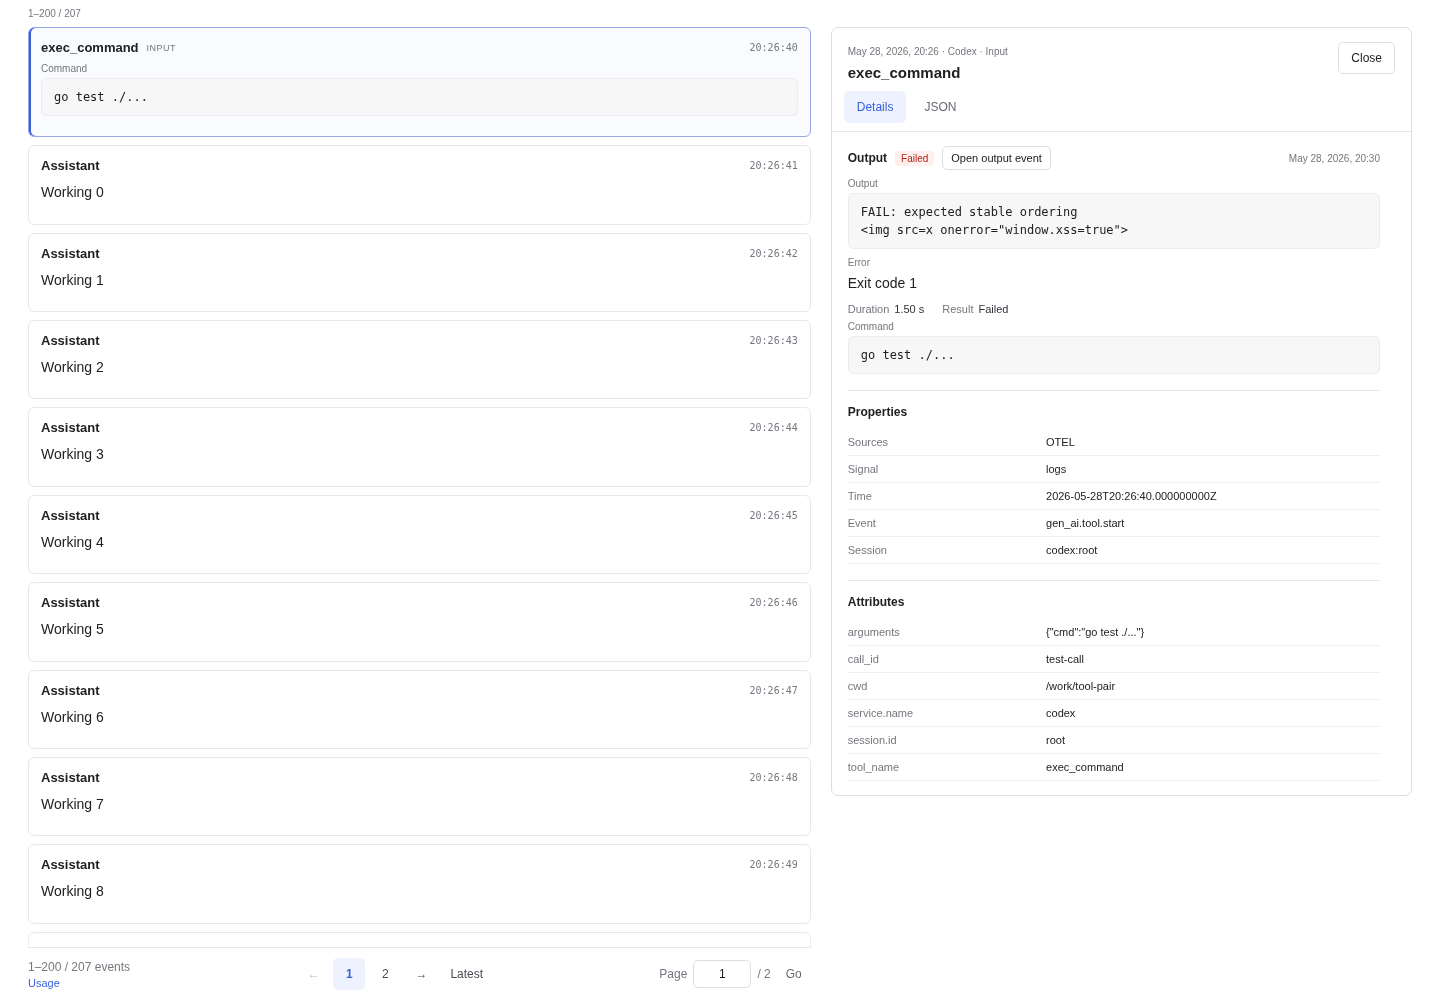 1–200 / 207
exec_command INPUT 20:26:40
Command
go test ./...
Assistant 20:26:41
Working 0
Assistant 20:26:42
Working 1
Assistant 20:26:43
Working 2
Assistant 20:26:44
Working 3
Assistant 20:26:45
Working 4
Assistant 20:26:46
Working 5
Assistant 20:26:47
Working 6
Assistant 20:26:48
Working 7
Assistant 20:26:49
Working 8
1–200 / 207 events
Usage
← 1 2 → Latest
Page 1 / 2 Go
May 28, 2026, 20:26 · Codex · Input
exec_command
Close
Details JSON
Output Failed Open output event May 28, 2026, 20:30
Output
FAIL: expected stable ordering
<img src=x onerror="window.xss=true">
Error
Exit code 1
Duration 1.50 s Result Failed
Command
go test ./...
Properties
Sources OTEL
Signal logs
Time 2026-05-28T20:26:40.000000000Z
Event gen_ai.tool.start
Session codex:root
Attributes
arguments {"cmd":"go test ./..."}
call_id test-call
cwd /work/tool-pair
service.name codex
session.id root
tool_name exec_command